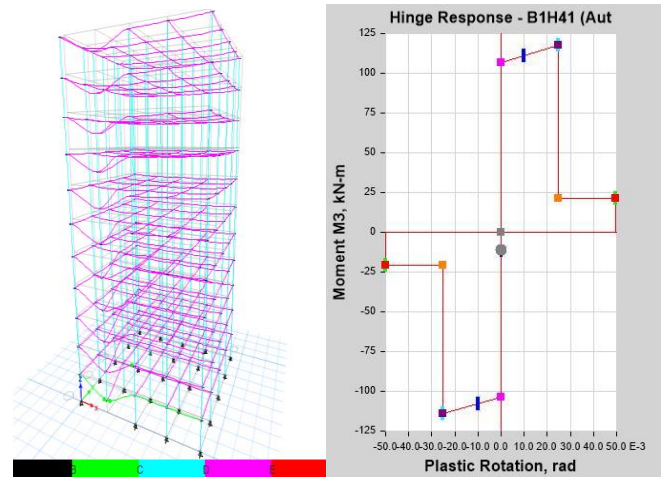 Hinge Response - B1H41 (Aut
125
100
75
50
25
0
-25
-50
-75
-100
-125
Moment M3, kN-m
-50.0-40.0-30.0-20.0-10.0 0.0 10.0 20.0 30.0 40.0 50.0 E-3
Plastic Rotation, rad
B C D E